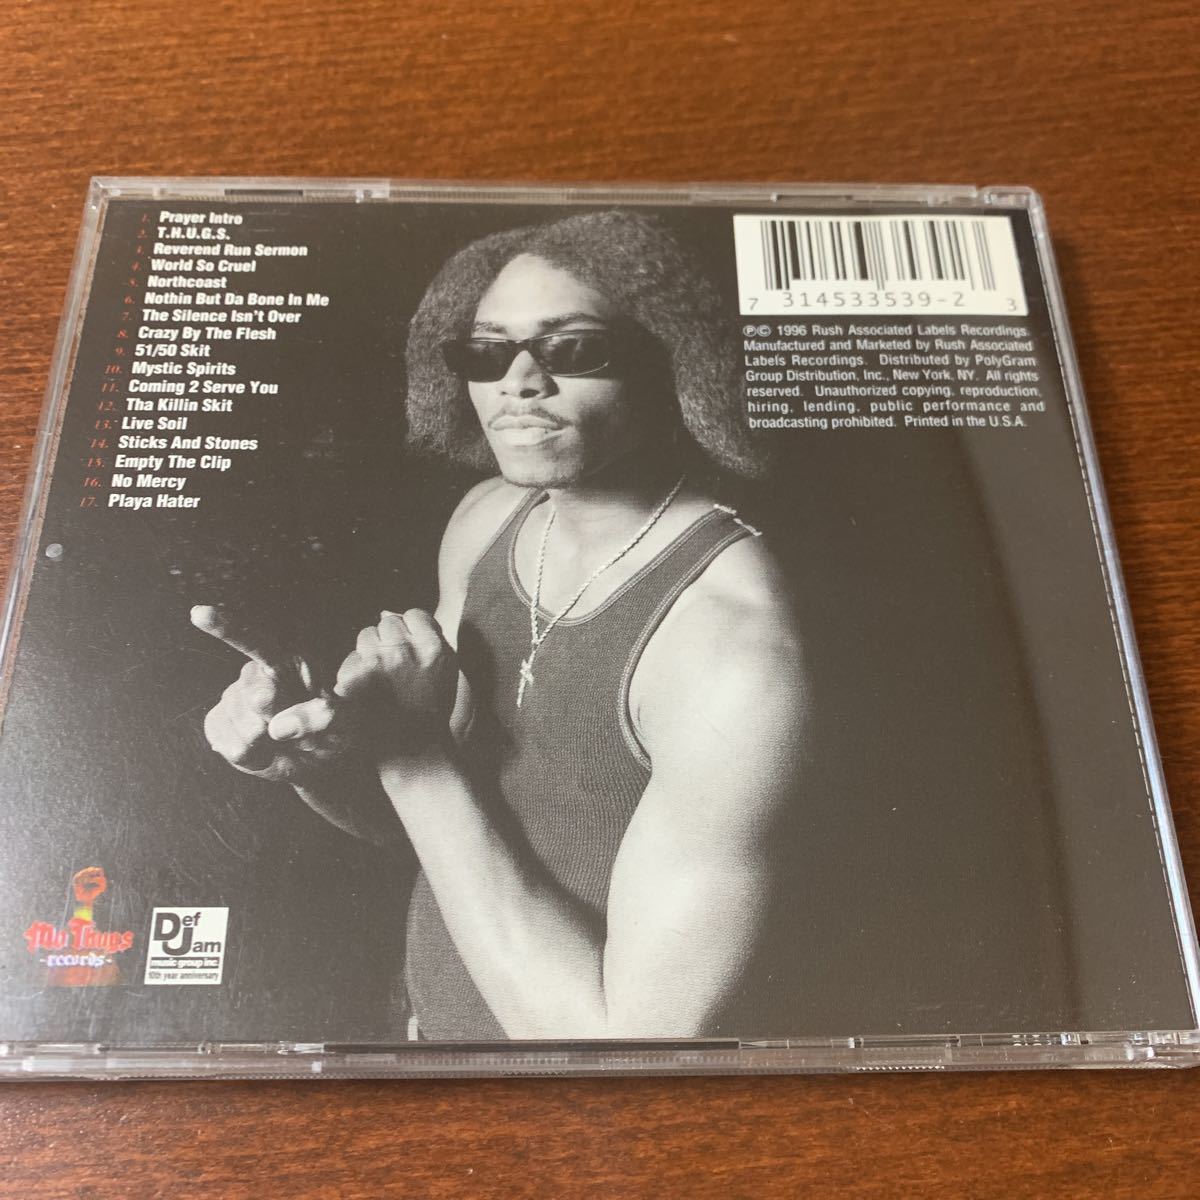 1. Prayer Intro
2. T.H.U.G.S.
3. Reverend Run Sermon
4. World So Cruel
5. Northcoast
6. Nothin But Da Bone In Me
7. The Silence Isn't Over
8. Crazy By The Flesh
9. 51/50 Skit
10. Mystic Spirits
11. Coming 2 Serve You
12. Tha Killin Skit
13. Live Soil
14. Sticks And Stones
15. Empty The Clip
16. No Mercy
17. Playa Hater
7 314533539-2 3
℗© 1996 Rush Associated Labels Recordings.
Manufactured and Marketed by Rush Associated
Labels Recordings. Distributed by PolyGram
Group Distribution, Inc., New York, NY. All rights
reserved. Unauthorized copying, reproduction,
hiring, lending, public performance and
broadcasting prohibited. Printed in the U.S.A.
Mo Thugs
-records-
Def
Jam
music group inc.
10th year anniversary